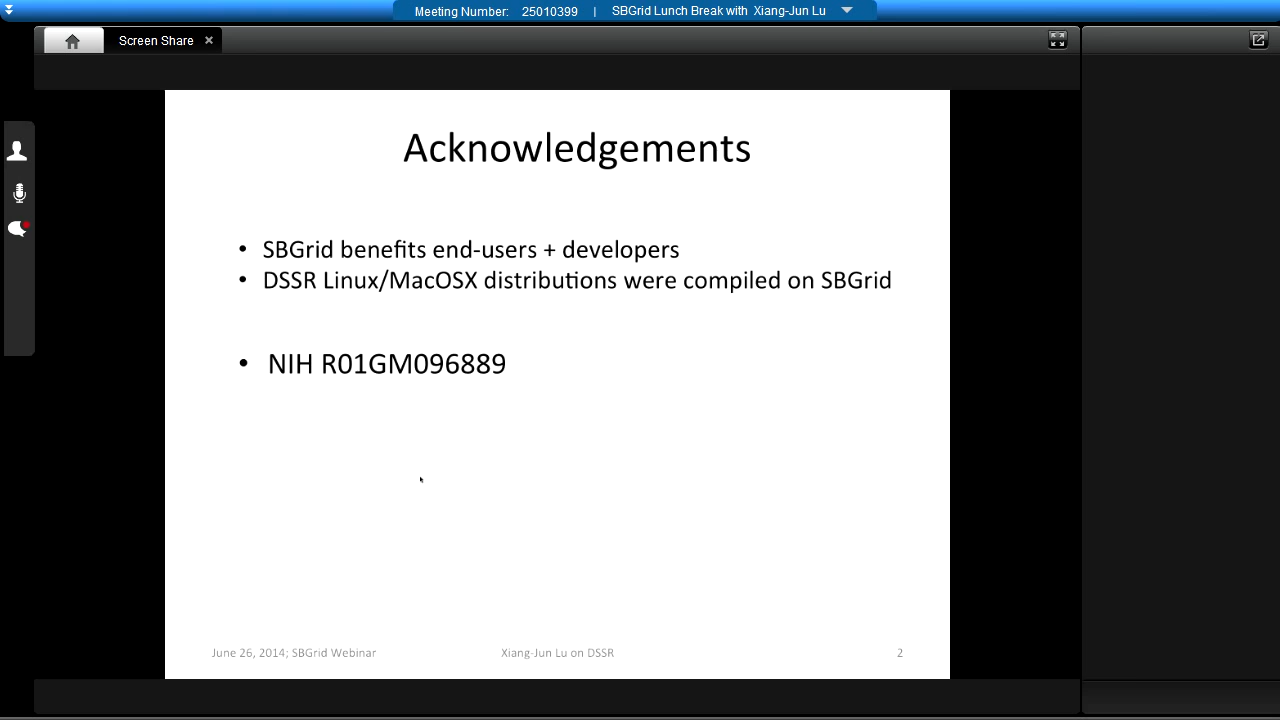 Meeting Number: 25010399 | SBGrid Lunch Break with Xiang-Jun Lu
Screen Share
Acknowledgements
• SBGrid benefits end-users + developers
• DSSR Linux/MacOSX distributions were compiled on SBGrid
• NIH R01GM096889
June 26, 2014; SBGrid Webinar Xiang-Jun Lu on DSSR 2